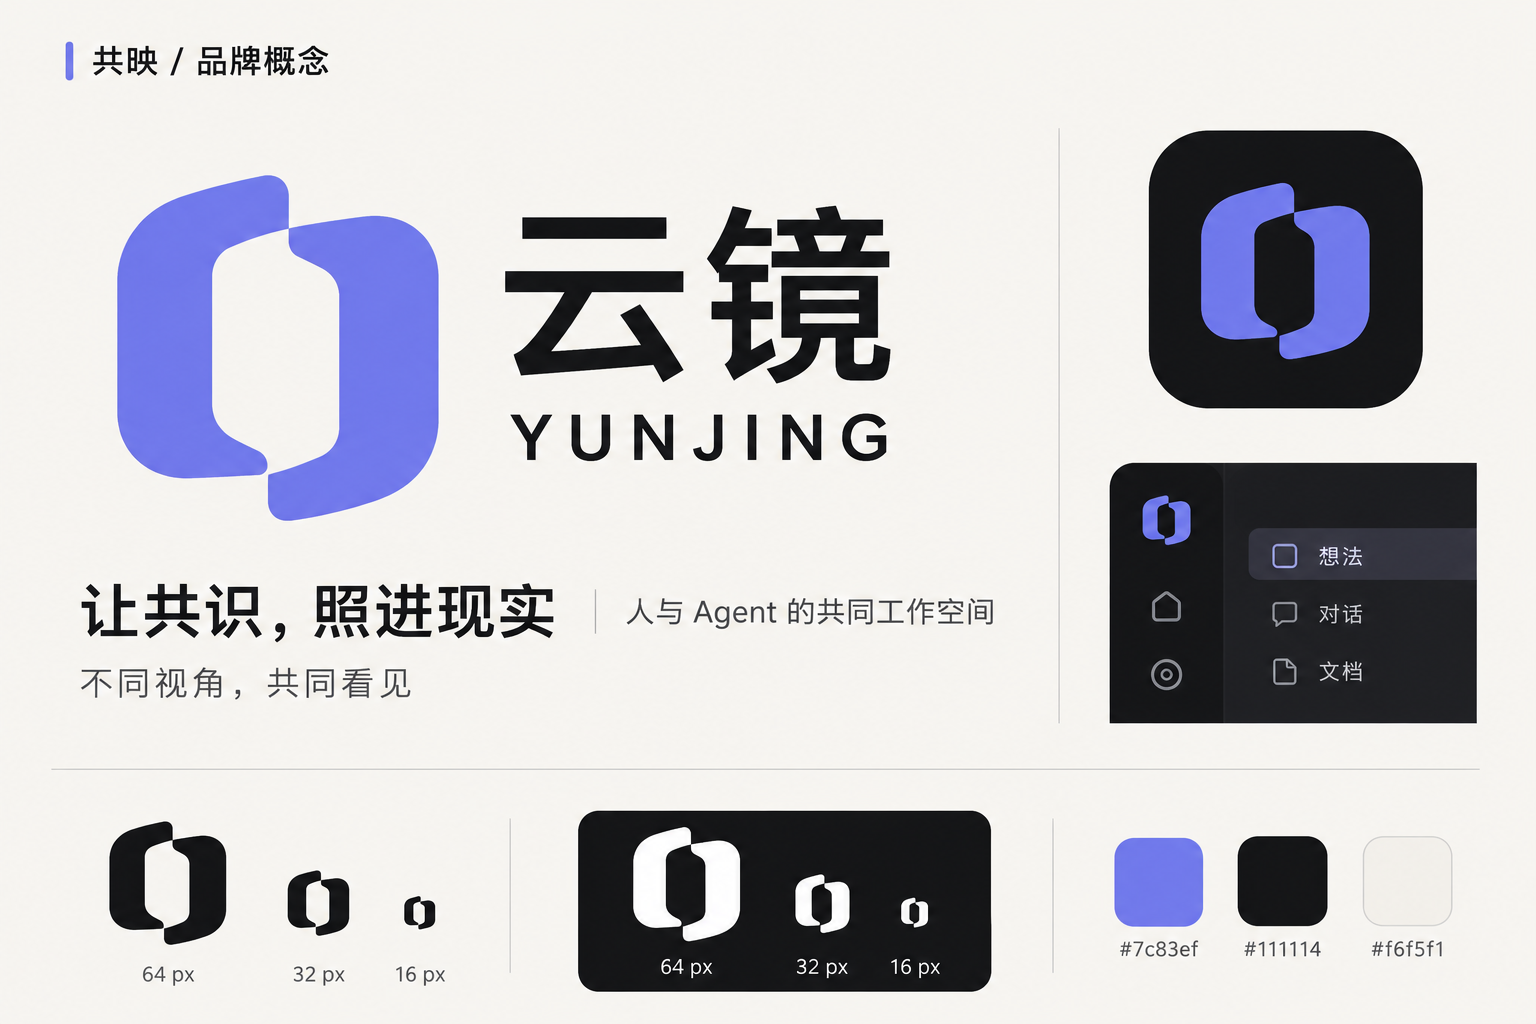 共映 / 品牌概念
云镜
YUNJING
让共识，照进现实
人与 Agent 的共同工作空间
不同视角，共同看见
想法
对话
文档
64 px
32 px
16 px
64 px
32 px
16 px
#7c83ef
#111114
#f6f5f1